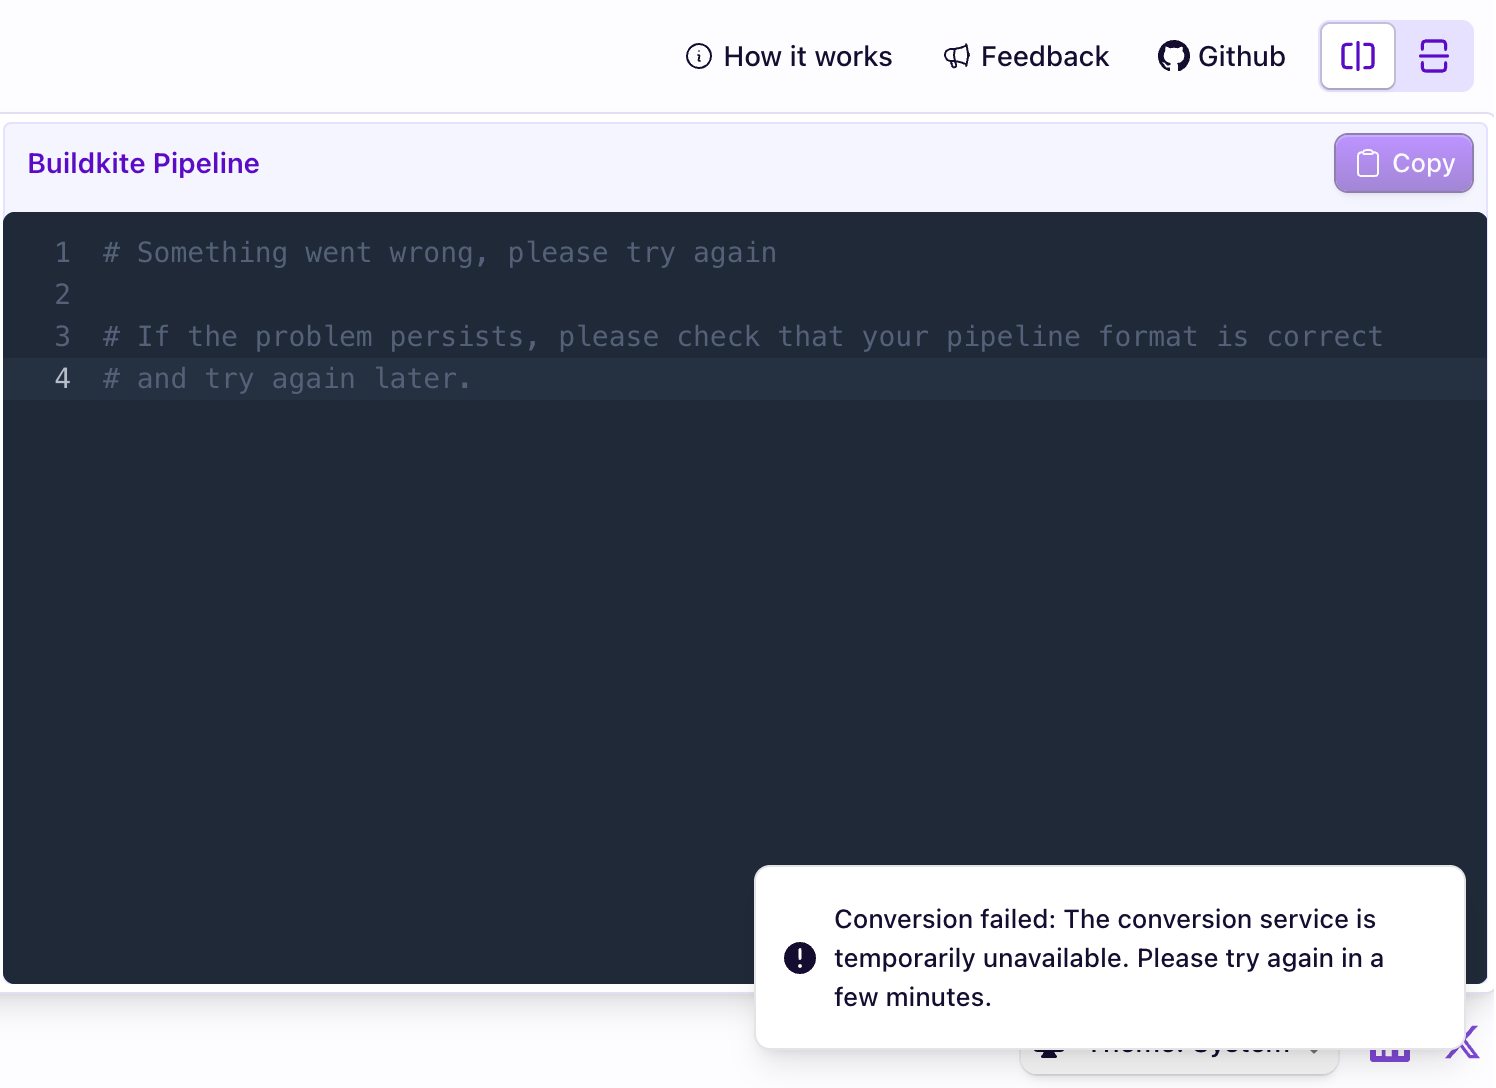 How it works
Feedback
Github
Buildkite Pipeline
Copy
1 # Something went wrong, please try again
2
3 # If the problem persists, please check that your pipeline format is correct
4 # and try again later.
Conversion failed: The conversion service is
temporarily unavailable. Please try again in a
few minutes.
Theme: System